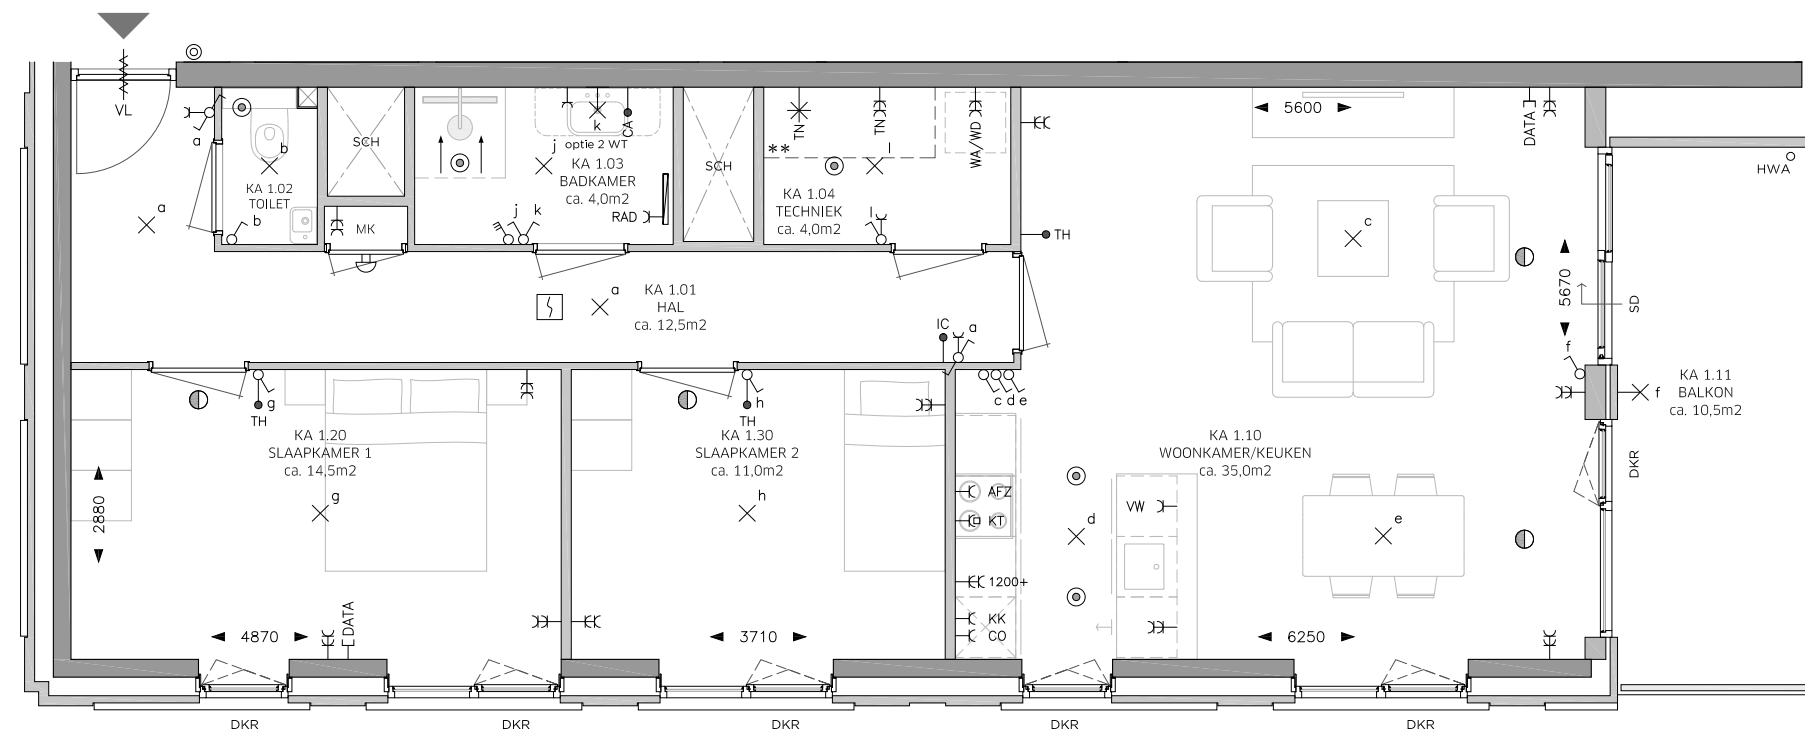 VL
a
a
b
KA 1.02
TOILET
b
SCH
MK
k
CA
j
optie 2 WT
KA 1.03
BADKAMER
ca. 4,0m2
RAD
j
k
SCH
TN
**
TN
l
WA/WD
KA 1.04
TECHNIEK
ca. 4,0m2
l
TH
5600
DATA
HWA
c
5670
SD
a
KA 1.01
HAL
ca. 12,5m2
IC
a
f
f
KA 1.11
BALKON
ca. 10,5m2
g
TH
KA 1.20
SLAAPKAMER 1
ca. 14,5m2
g
2880
4870
DATA
h
TH
KA 1.30
SLAAPKAMER 2
ca. 11,0m2
h
3710
c d e
KA 1.10
WOONKAMER/KEUKEN
ca. 35,0m2
AFZ
KT
1200+
KK
CO
d
VW
e
DKR
6250
DKR
DKR
DKR
DKR
DKR